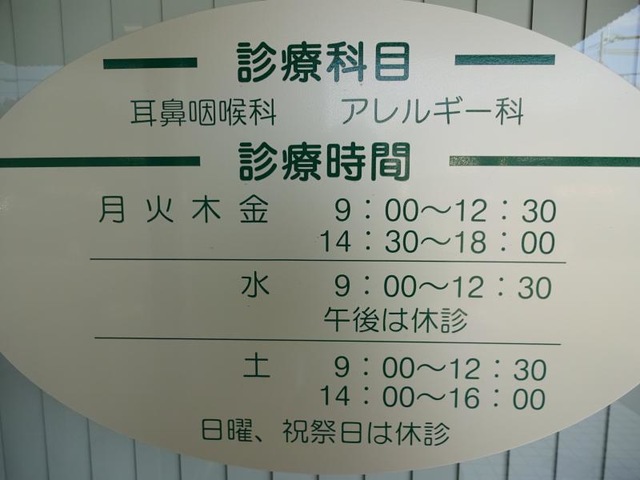 診療科目
耳鼻咽喉科 アレルギー科
診療時間
月 火 木 金 9：00～12：30
14：30～18：00
水 9：00～12：30
午後は休診
土 9：00～12：30
14：00～16：00
日曜、祝祭日は休診